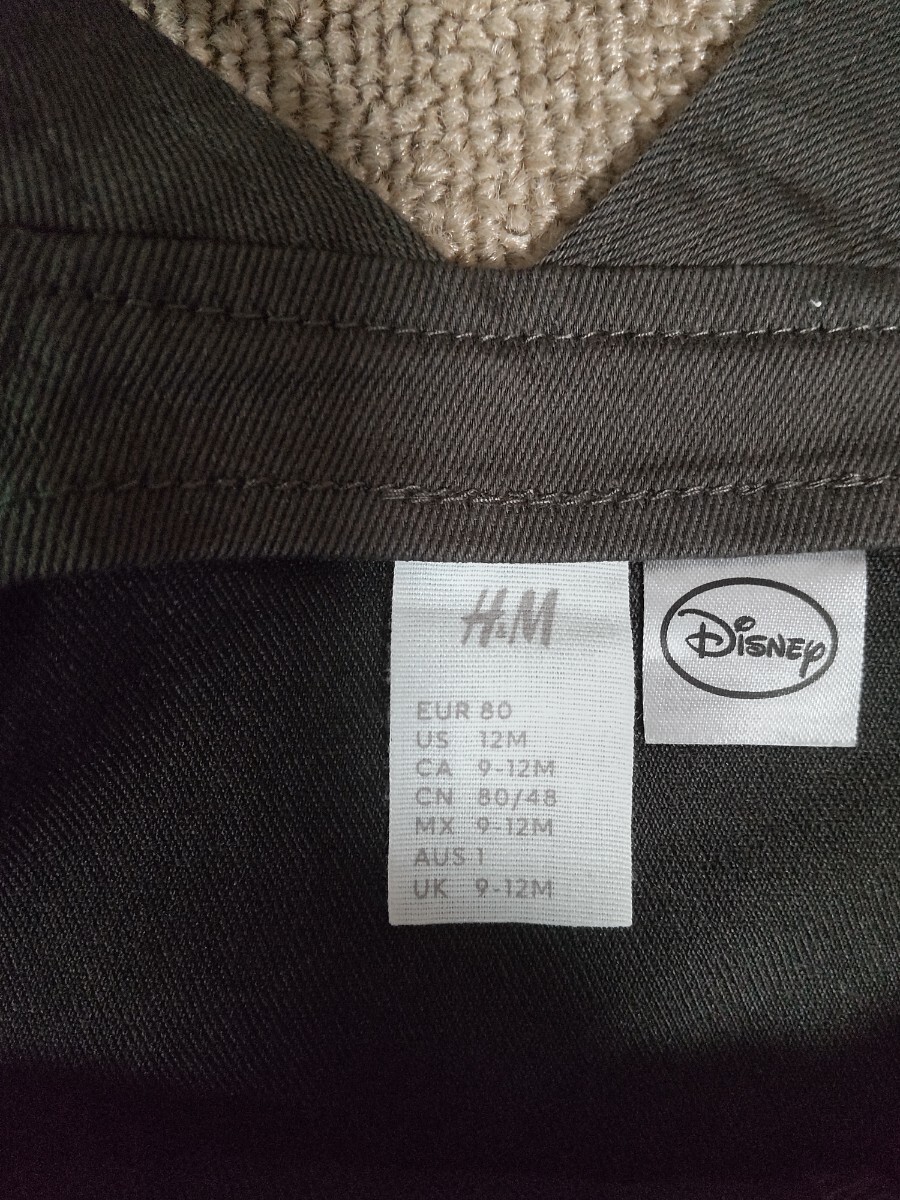 H&M
EUR 80
US 12M
CA 9-12M
CN 80/48
MX 9-12M
AUS 1
UK 9-12M
Disney